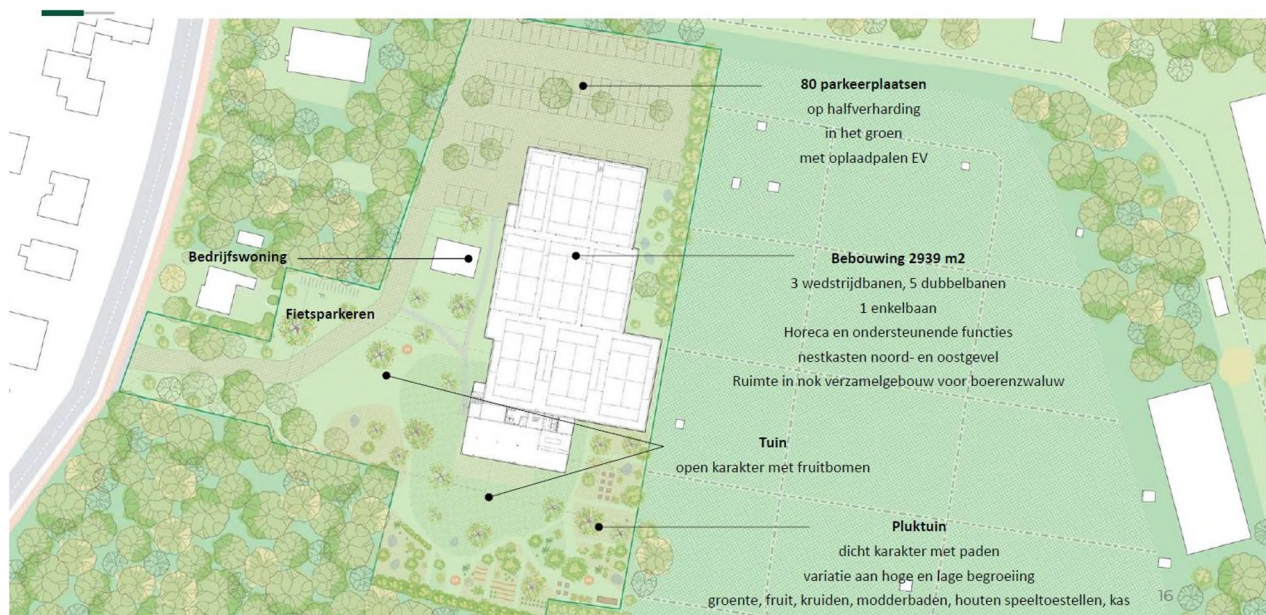 80 parkeerplaatsen
op halfverharding
in het groen
met oplaadpalen EV
Bedrijfswoning
Bebouwing 2939 m2
3 wedstrijdbanen, 5 dubbelbanen
1 enkelbaan
Horeca en ondersteunende functies
nestkasten noord- en oostgevel
Ruimte in nok verzamelgebouw voor boerenzwaluw
Fietsparkeren
Tuin
open karakter met fruitbomen
Pluktuin
dicht karakter met paden
variatie aan hoge en lage begroeiing
groente, fruit, kruiden, modderbaden, houten speeltoestellen, kas
16